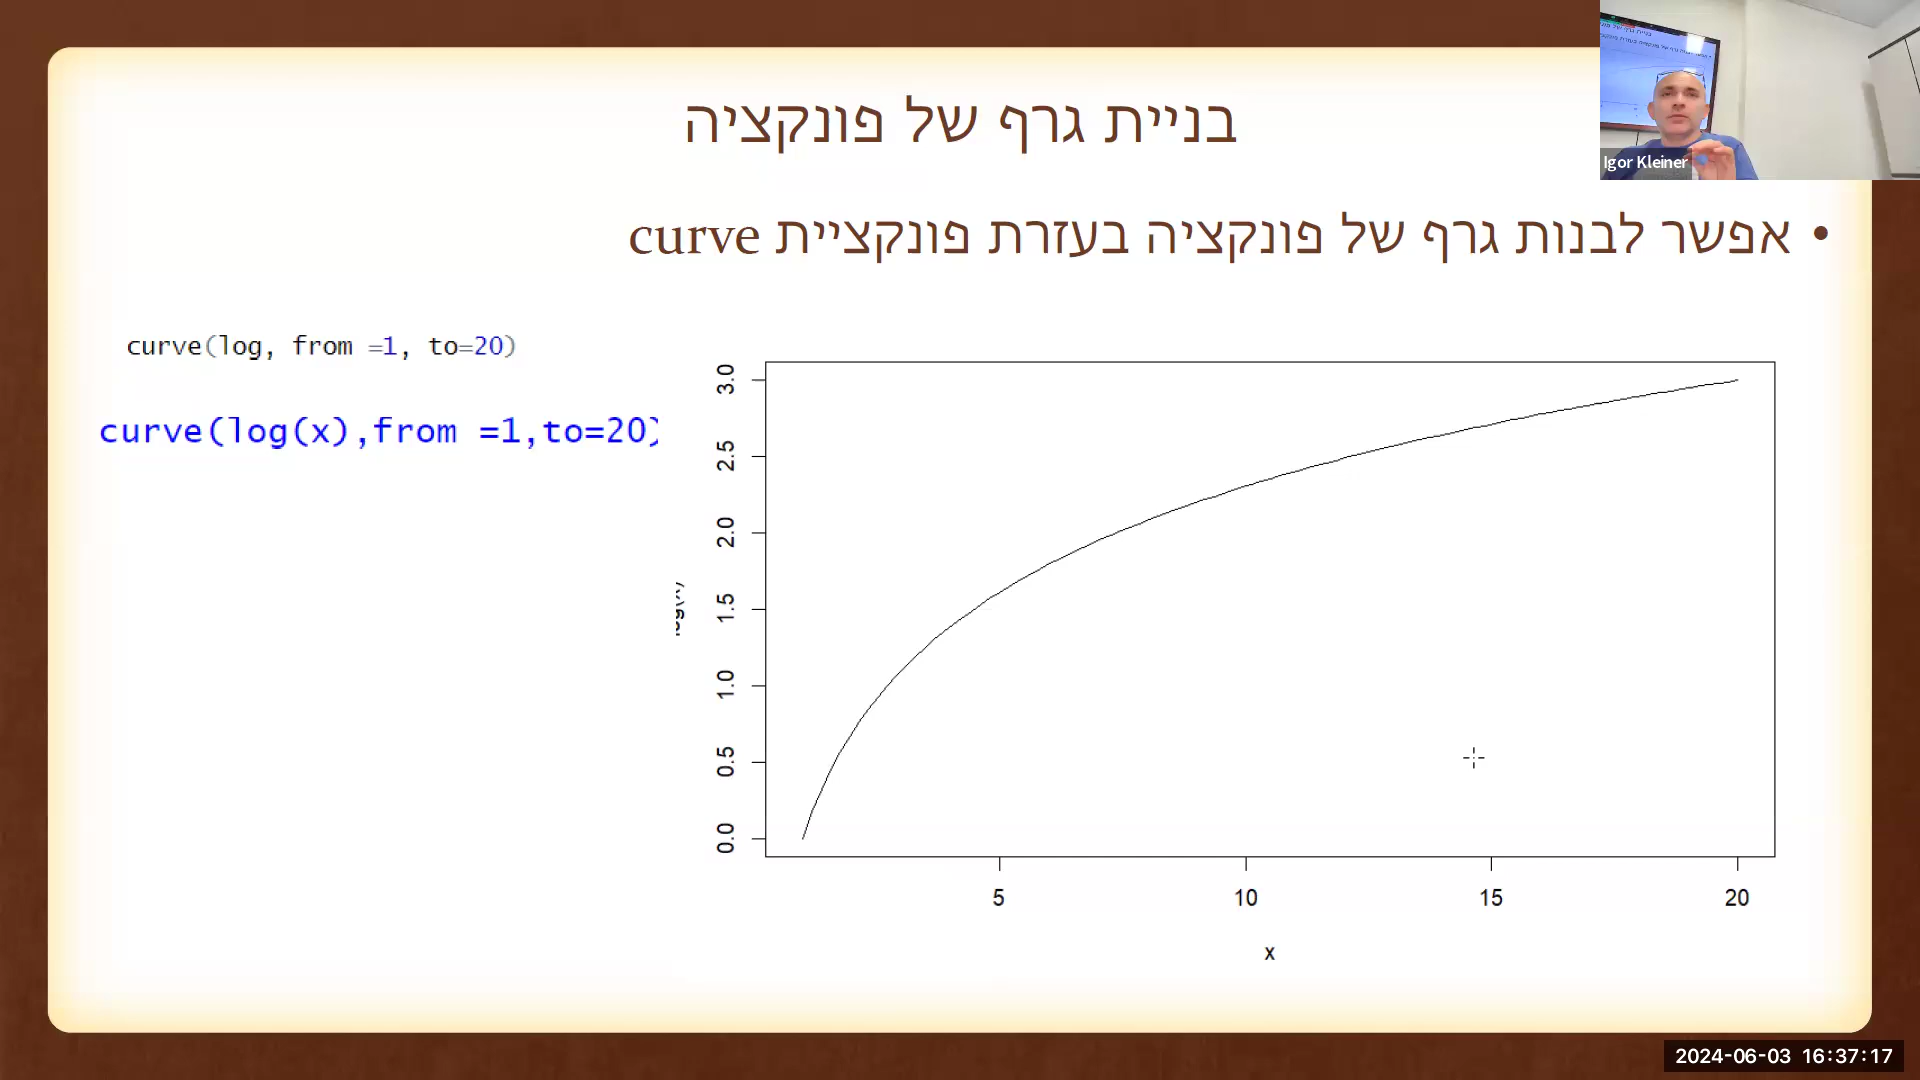 בניית גרף של פונקציה
• אפשר לבנות גרף של פונקציה בעזרת פונקציית curve
curve(log, from =1, to=20)
curve(log(x),from =1,to=20)
3.0
2.5
2.0
1.5
1.0
0.5
0.0
5 10 15 20
x
Igor Kleiner
2024-06-03 16:37:17